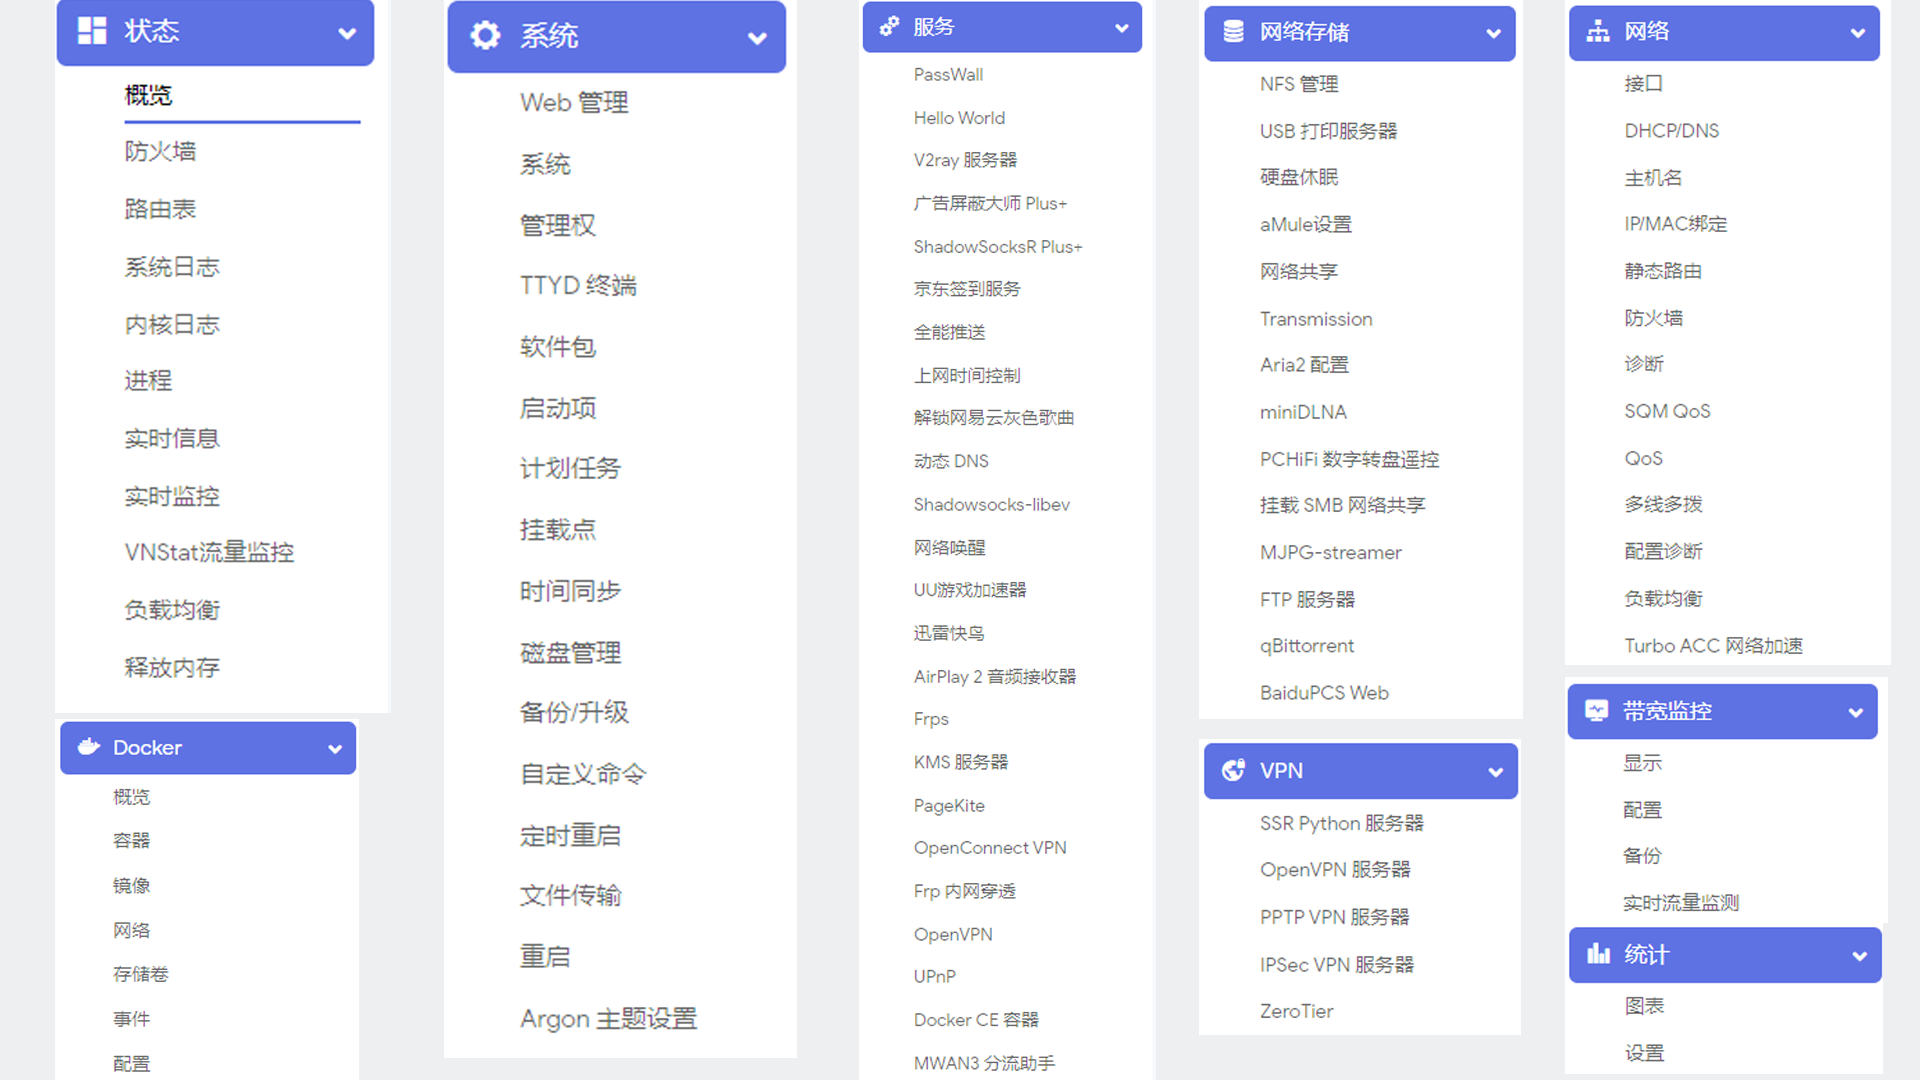 状态
概览
防火墙
路由表
系统日志
内核日志
进程
实时信息
实时监控
VNStat流量监控
负载均衡
释放内存
Docker
概览
容器
镜像
网络
存储卷
事件
配置
系统
Web 管理
系统
管理权
TTYD 终端
软件包
启动项
计划任务
挂载点
时间同步
磁盘管理
备份/升级
自定义命令
定时重启
文件传输
重启
Argon 主题设置
服务
PassWall
Hello World
V2ray 服务器
广告屏蔽大师 Plus+
ShadowSocksR Plus+
京东签到服务
全能推送
上网时间控制
解锁网易云灰色歌曲
动态 DNS
Shadowsocks-libev
网络唤醒
UU游戏加速器
迅雷快鸟
AirPlay 2 音频接收器
Frps
KMS 服务器
PageKite
OpenConnect VPN
Frp 内网穿透
OpenVPN
UPnP
Docker CE 容器
MWAN3 分流助手
网络存储
NFS 管理
USB 打印服务器
硬盘休眠
aMule设置
网络共享
Transmission
Aria2 配置
miniDLNA
PCHiFi 数字转盘遥控
挂载 SMB 网络共享
MJPG-streamer
FTP 服务器
qBittorrent
BaiduPCS Web
VPN
SSR Python 服务器
OpenVPN 服务器
PPTP VPN 服务器
IPSec VPN 服务器
ZeroTier
网络
接口
DHCP/DNS
主机名
IP/MAC绑定
静态路由
防火墙
诊断
SQM QoS
QoS
多线多拨
配置诊断
负载均衡
Turbo ACC 网络加速
带宽监控
显示
配置
备份
实时流量监测
统计
图表
设置